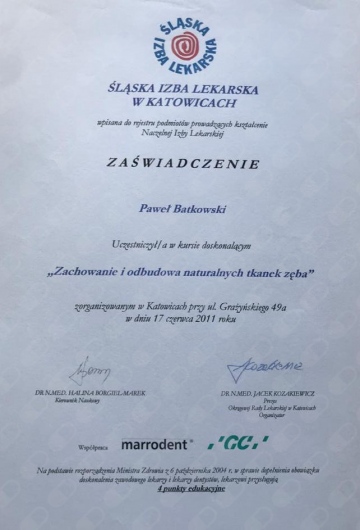 ŚLĄSKA
IZBA LEKARSKA
ŚLĄSKA IZBA LEKARSKA
W KATOWICACH
wpisana do rejestru podmiotów prowadzących kształcenie
Naczelnej Izby Lekarskiej
ZAŚWIADCZENIE
Paweł Batkowski
Uczestniczył/a w kursie doskonalącym
„Zachowanie i odbudowa naturalnych tkanek zęba”
zorganizowanym w Katowicach przy ul. Grażyńskiego 49a
w dniu 17 czerwca 2011 roku
DR N.MED. HALINA BORGIEL-MAREK
Kierownik Naukowy
DR N.MED. JACEK KOZAKIEWICZ
Prezes
Okręgowej Rady Lekarskiej w Katowicach
Organizator
Współpraca marrodent 'GC'
Na podstawie rozporządzenia Ministra Zdrowia z 6 października 2004 r. w sprawie dopełnienia obowiązku
doskonalenia zawodowego lekarzy i lekarzy dentystów, lekarzowi przysługują
4 punkty edukacyjne